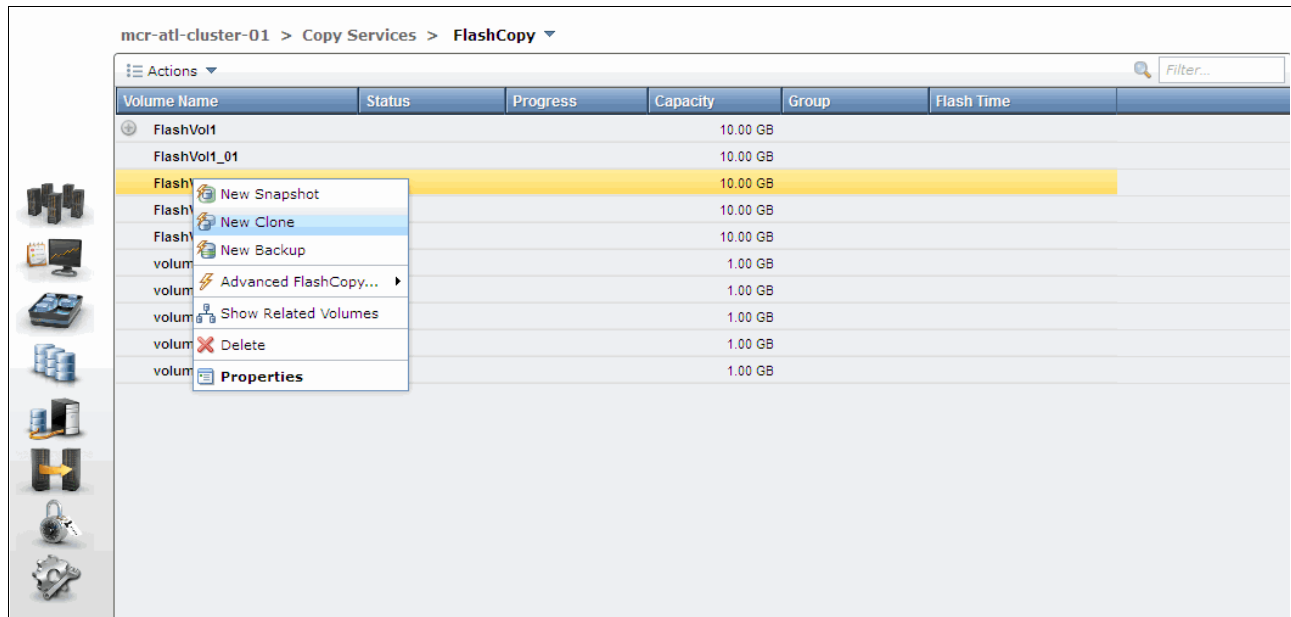 mcr-atl-cluster-01 > Copy Services > FlashCopy
Actions
Filter...
Volume Name Status Progress Capacity Group Flash Time
FlashVol1 10.00 GB
FlashVol1_01 10.00 GB
10.00 GB
New Snapshot
10.00 GB
New Clone
10.00 GB
New Backup
1.00 GB
Advanced FlashCopy...
1.00 GB
Show Related Volumes
1.00 GB
Delete
1.00 GB
Properties
1.00 GB